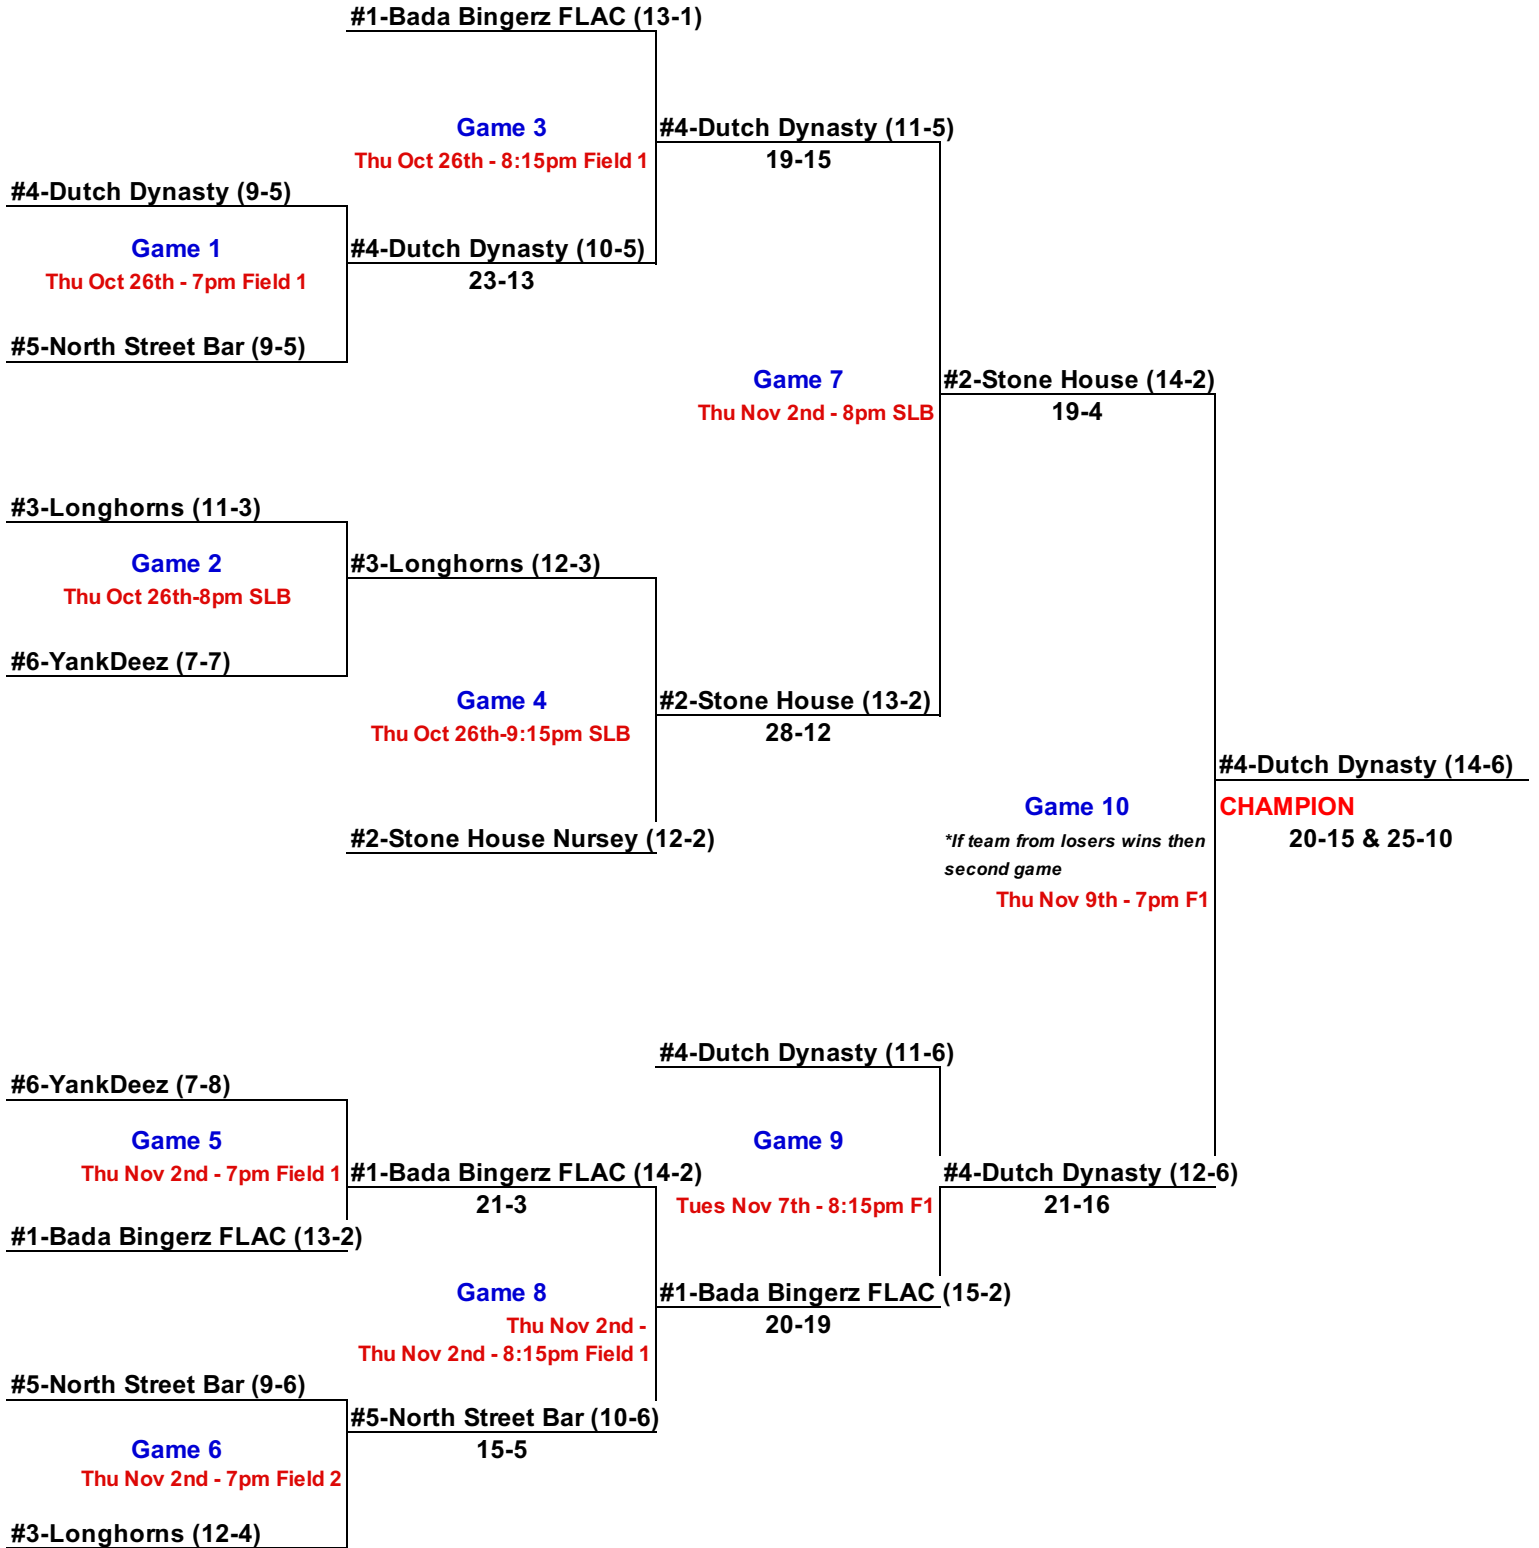 #1-Bada Bingerz FLAC (13-1)
Game 3
Thu Oct 26th - 8:15pm Field 1
#4-Dutch Dynasty (11-5)
19-15
#4-Dutch Dynasty (9-5)
Game 1
Thu Oct 26th - 7pm Field 1
#4-Dutch Dynasty (10-5)
23-13
#5-North Street Bar (9-5)
Game 7
Thu Nov 2nd - 8pm SLB
#2-Stone House (14-2)
19-4
#3-Longhorns (11-3)
Game 2
Thu Oct 26th-8pm SLB
#3-Longhorns (12-3)
#6-YankDeez (7-7)
Game 4
Thu Oct 26th-9:15pm SLB
#2-Stone House (13-2)
28-12
#2-Stone House Nursey (12-2)
#4-Dutch Dynasty (14-6)
Game 10
CHAMPION
*If team from losers wins then
second game
20-15 & 25-10
Thu Nov 9th - 7pm F1
#4-Dutch Dynasty (11-6)
#6-YankDeez (7-8)
Game 5
Thu Nov 2nd - 7pm Field 1
#1-Bada Bingerz FLAC (14-2)
21-3
#1-Bada Bingerz FLAC (13-2)
Game 9
Tues Nov 7th - 8:15pm F1
#4-Dutch Dynasty (12-6)
21-16
Game 8
Thu Nov 2nd -
Thu Nov 2nd - 8:15pm Field 1
#1-Bada Bingerz FLAC (15-2)
20-19
#5-North Street Bar (9-6)
Game 6
Thu Nov 2nd - 7pm Field 2
#5-North Street Bar (10-6)
15-5
#3-Longhorns (12-4)